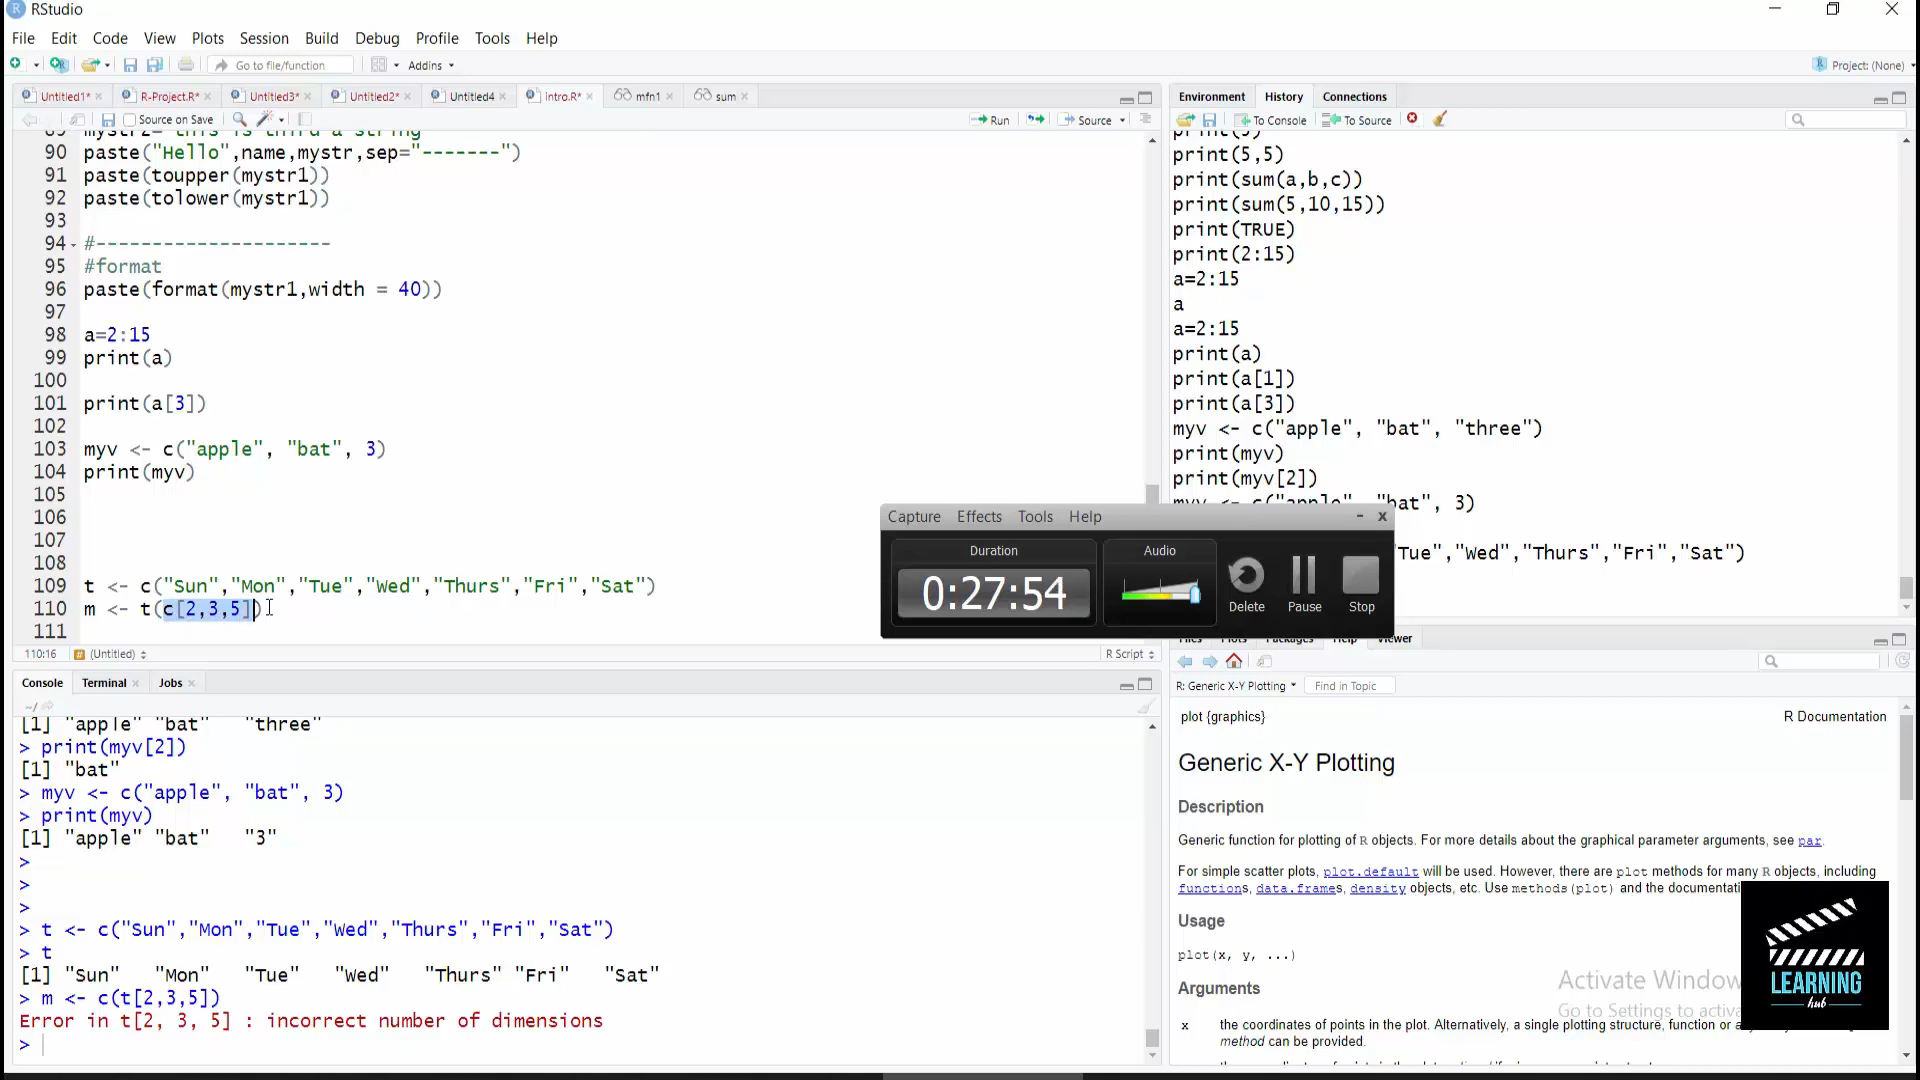 RStudio
File Edit Code View Plots Session Build Debug Profile Tools Help
Go to file/function Addins Project: (None)
Untitled1* R-Project.R* Untitled3* Untitled2* Untitled4 intro.R* mfn1 sum
Source on Save Run Source
90 paste("Hello",name,mystr,sep="-------")
91 paste(toupper(mystr1))
92 paste(tolower(mystr1))
93
94 #---------------------
95 #format
96 paste(format(mystr1,width = 40))
97
98 a=2:15
99 print(a)
100
101 print(a[3])
102
103 myv <- c("apple", "bat", 3)
104 print(myv)
105
106
107
108
109 t <- c("Sun","Mon","Tue","Wed","Thurs","Fri","Sat")
110 m <- t(c[2,3,5])
111
110:16 (Untitled) R Script
Console Terminal Jobs
~/
[1] "apple" "bat" "three"
> print(myv[2])
[1] "bat"
> myv <- c("apple", "bat", 3)
> print(myv)
[1] "apple" "bat" "3"
>
>
>
> t <- c("Sun","Mon","Tue","Wed","Thurs","Fri","Sat")
> t
[1] "Sun" "Mon" "Tue" "Wed" "Thurs" "Fri" "Sat"
> m <- c(t[2,3,5])
Error in t[2, 3, 5] : incorrect number of dimensions
>
Environment History Connections
To Console To Source
print(5,5)
print(sum(a,b,c))
print(sum(5,10,15))
print(TRUE)
print(2:15)
a=2:15
a
a=2:15
print(a)
print(a[1])
print(a[3])
myv <- c("apple", "bat", "three")
print(myv)
print(myv[2])
myv <- c("apple", "bat", 3)
"Tue","Wed","Thurs","Fri","Sat")
Capture Effects Tools Help
Duration Audio
0:27:54
Delete Pause Stop
Files Plots Packages Help Viewer
R: Generic X-Y Plotting Find in Topic
plot {graphics} R Documentation
Generic X-Y Plotting
Description
Generic function for plotting of R objects. For more details about the graphical parameter arguments, see par.
For simple scatter plots, plot.default will be used. However, there are plot methods for many R objects, including
functions, data.frames, density objects, etc. Use methods(plot) and the
Usage
plot(x, y, ...)
Arguments
x the coordinates of points in the plot. Alternatively, a single plotting structure, function or
method can be provided.
Activate
Go to Settings to
LEARNING
hub